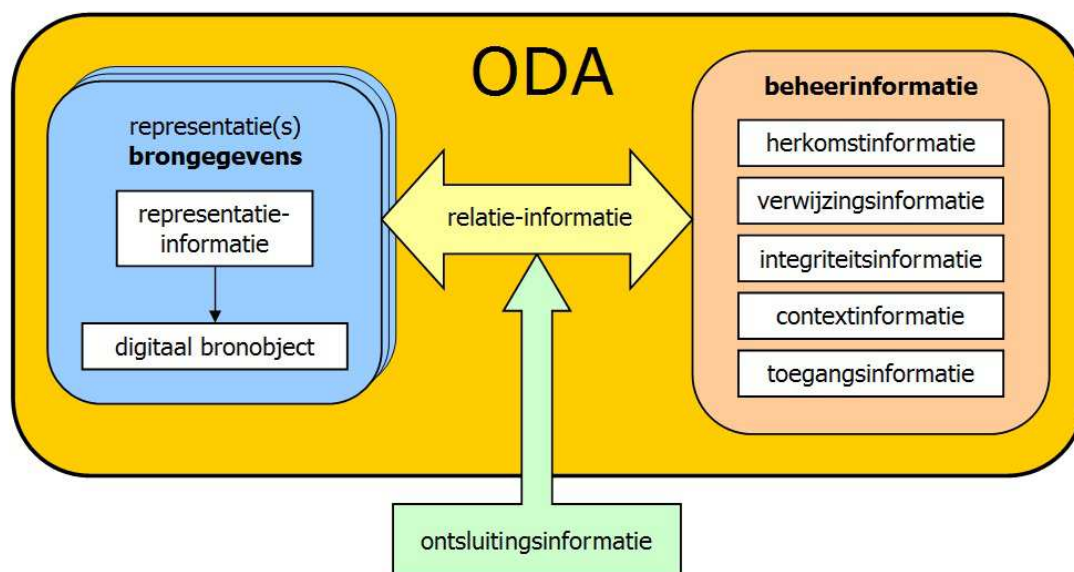 ODA
representatie(s)
brongegevens
representatie-
informatie
digitaal bronobject
relatie-informatie
beheerinformatie
herkomstinformatie
verwijzingsinformatie
integriteitsinformatie
contextinformatie
toegangsinformatie
ontsluitingsinformatie